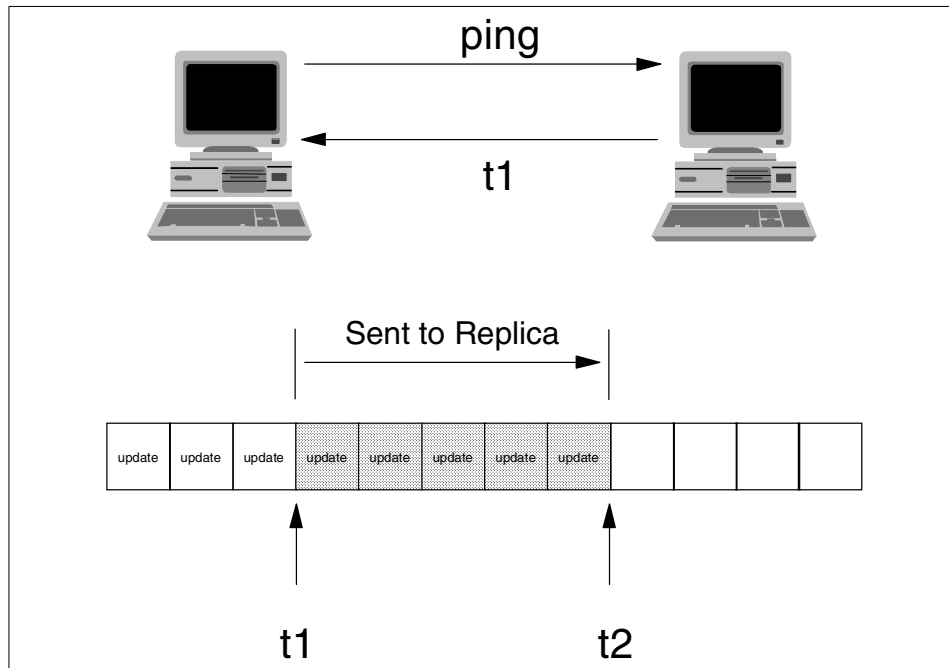 ping
t1
Sent to Replica
update update update update update update update update
t1 t2